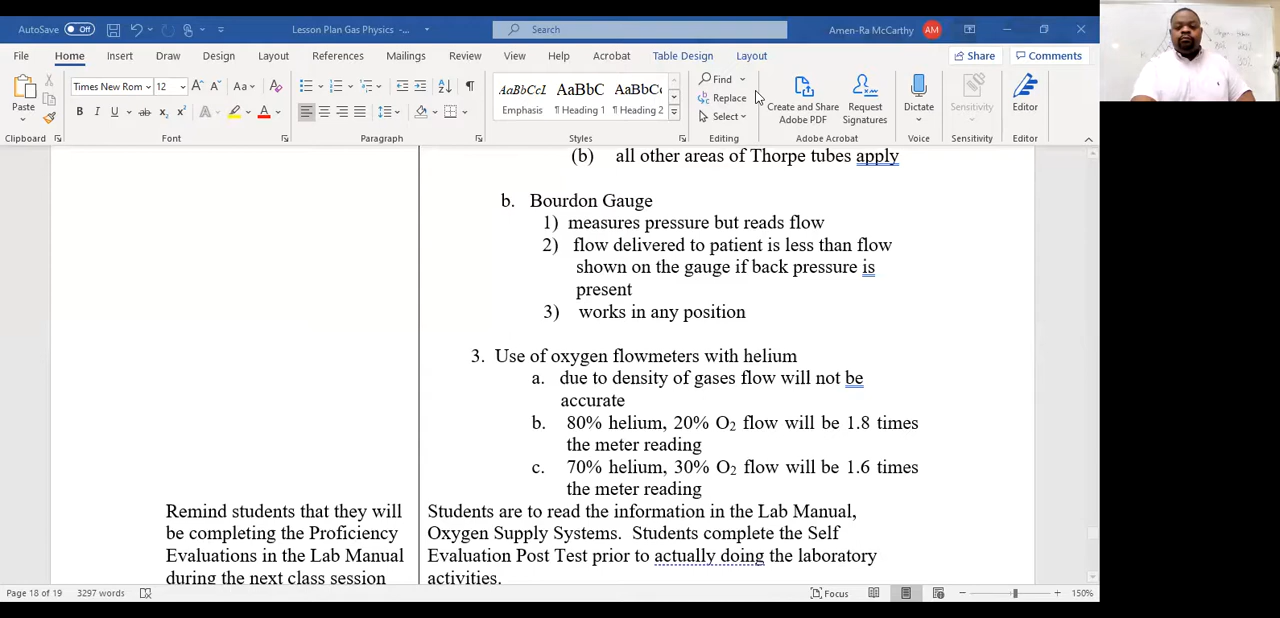 AutoSave Off Lesson Plan Gas Physics -... Search Amen-Ra McCarthy AM
File Home Insert Draw Design Layout References Mailings Review View Help Acrobat Table Design Layout Share Comments
Paste Times New Rom 12 Aa AaBbCcI AaBbC AaBbC Find Replace Select Create and Share Adobe PDF Request Signatures Dictate Sensitivity Editor
Emphasis ¶ Heading 1 ¶ Heading 2
Clipboard Font Paragraph Styles Editing Adobe Acrobat Voice Sensitivity Editor
(b) all other areas of Thorpe tubes apply
b. Bourdon Gauge
1) measures pressure but reads flow
2) flow delivered to patient is less than flow
shown on the gauge if back pressure is
present
3) works in any position
3. Use of oxygen flowmeters with helium
a. due to density of gases flow will not be
accurate
b. 80% helium, 20% O₂ flow will be 1.8 times
the meter reading
c. 70% helium, 30% O₂ flow will be 1.6 times
the meter reading
Remind students that they will
be completing the Proficiency
Evaluations in the Lab Manual
during the next class session
Students are to read the information in the Lab Manual,
Oxygen Supply Systems. Students complete the Self
Evaluation Post Test prior to actually doing the laboratory
activities.
Page 18 of 19 3297 words Focus 150%